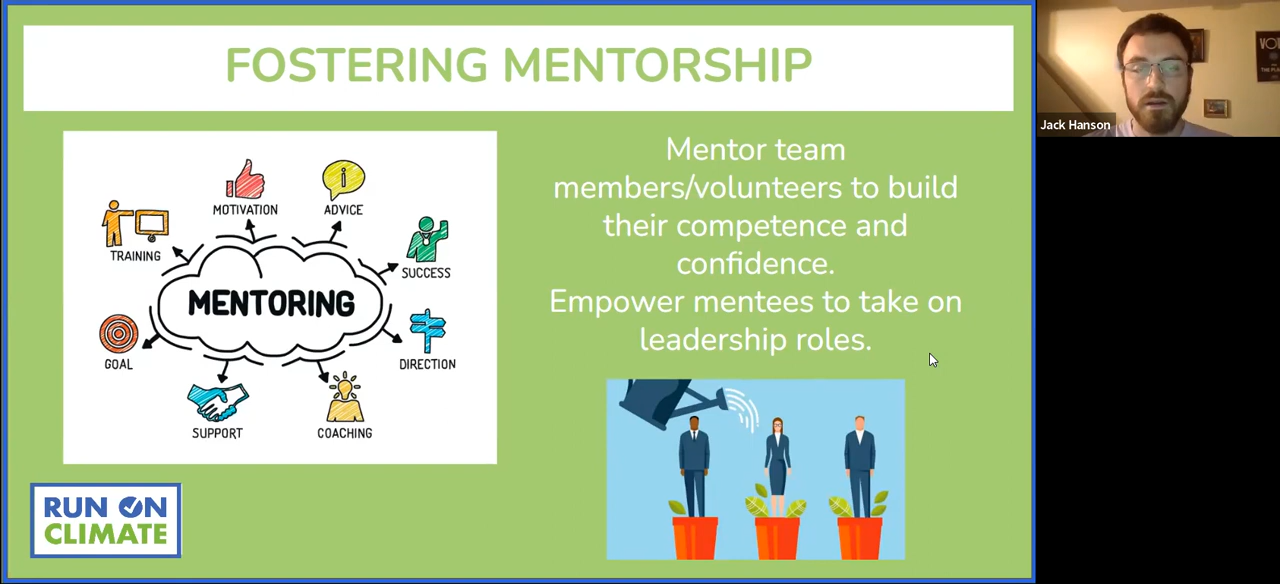 FOSTERING MENTORSHIP
MOTIVATION
ADVICE
TRAINING
SUCCESS
MENTORING
GOAL
DIRECTION
SUPPORT
COACHING
Mentor team
members/volunteers to build
their competence and
confidence.
Empower mentees to take on
leadership roles.
RUN ON
CLIMATE
Jack Hanson